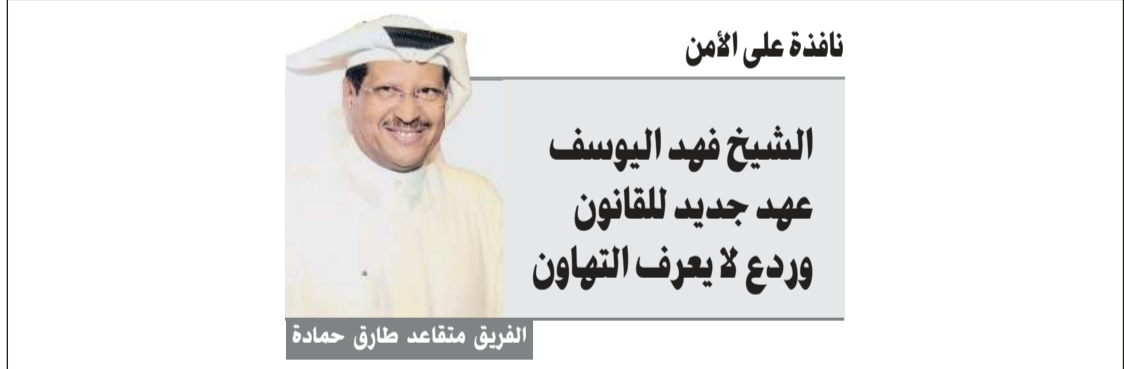 نافذة على الأمن
الشيخ فهد اليوسف
عهد جديد للقانون
وردع لا يعرف التهاون
الفريق متقاعد طارق حمادة